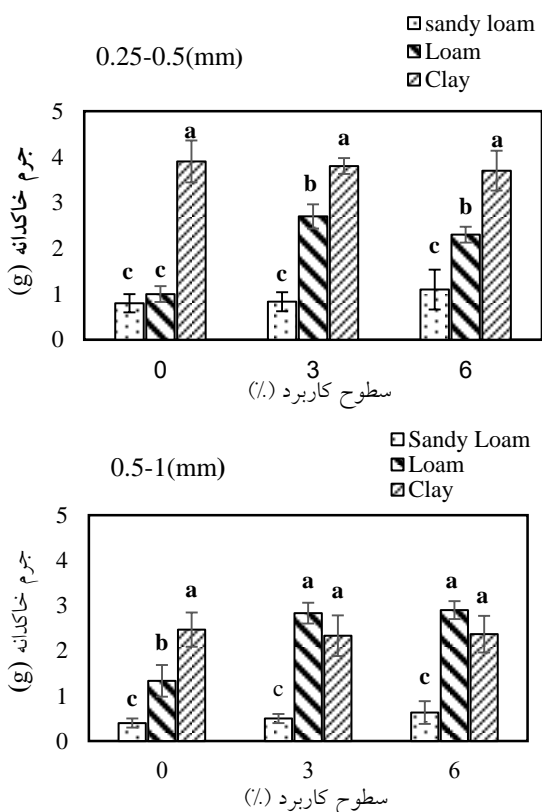 sandy loam
Loam
Clay
0.25-0.5(mm)
5
4
3
2
1
0
جرم خاکدانه (g)
c c a
c b a
c b a
0 3 6
سطوح کاربرد (٪)
Sandy Loam
Loam
Clay
0.5-1(mm)
5
4
3
2
1
0
جرم خاکدانه (g)
c b a
c a a
c a a
0 3 6
سطوح کاربرد (٪)